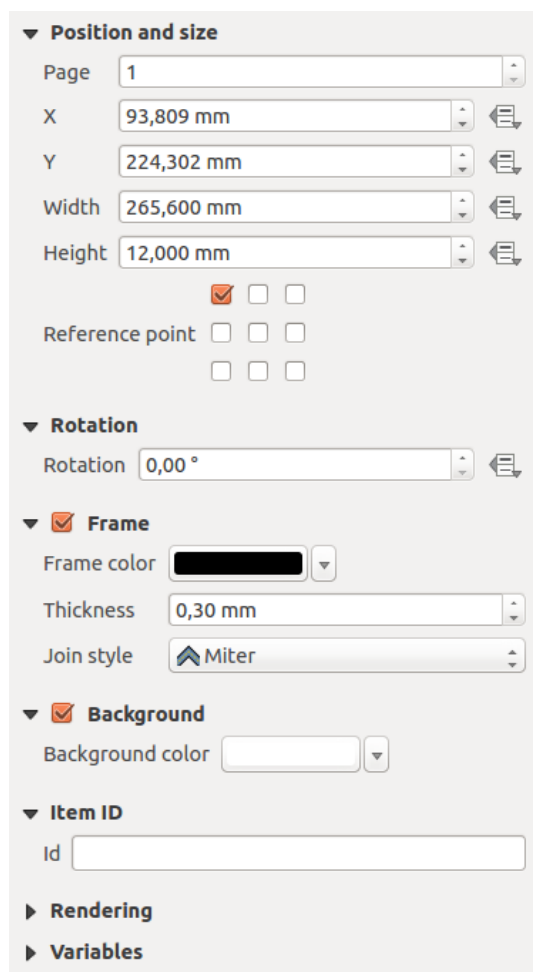 Position and size
Page 1
X 93,809 mm
Y 224,302 mm
Width 265,600 mm
Height 12,000 mm
Reference point
Rotation
Rotation 0,00 °
Frame
Frame color
Thickness 0,30 mm
Join style Miter
Background
Background color
Item ID
Id
Rendering
Variables